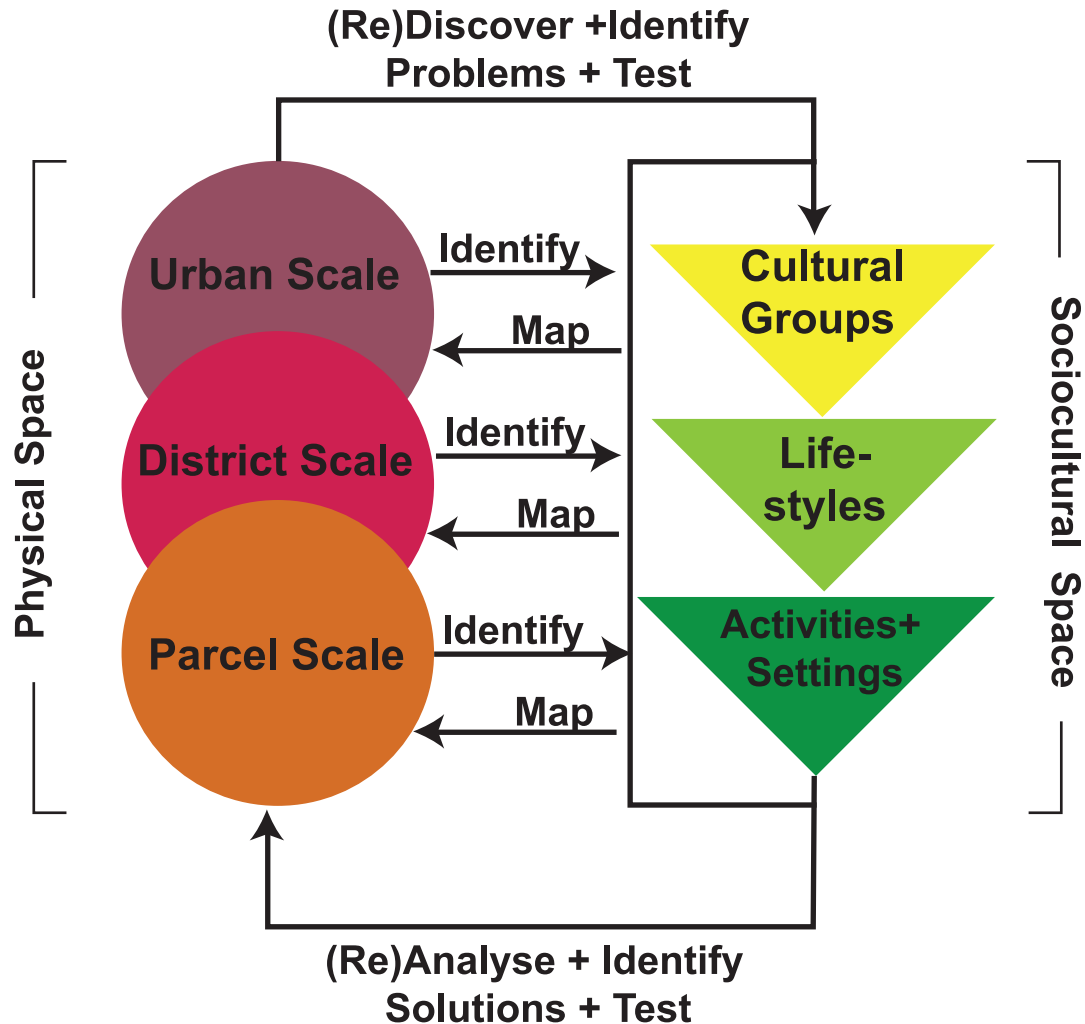 (Re)Discover +Identify
Problems + Test
Physical Space
Urban Scale
Identify
Map
Cultural
Groups
District Scale
Identify
Map
Life-
styles
Parcel Scale
Identify
Map
Activities+
Settings
Sociocultural Space
(Re)Analyse + Identify
Solutions + Test